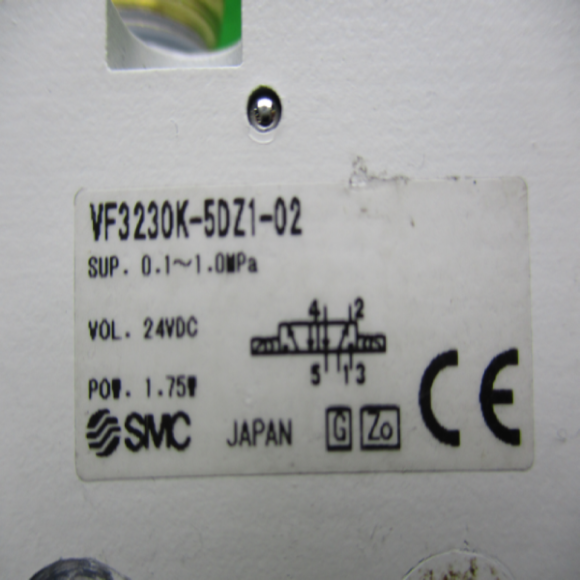 VF3230K-5DZ1-02
SUP. 0.1~1.0MPa
VOL. 24VDC
4 2
5 1 3
POW. 1.75W
SMC JAPAN G Zo CE